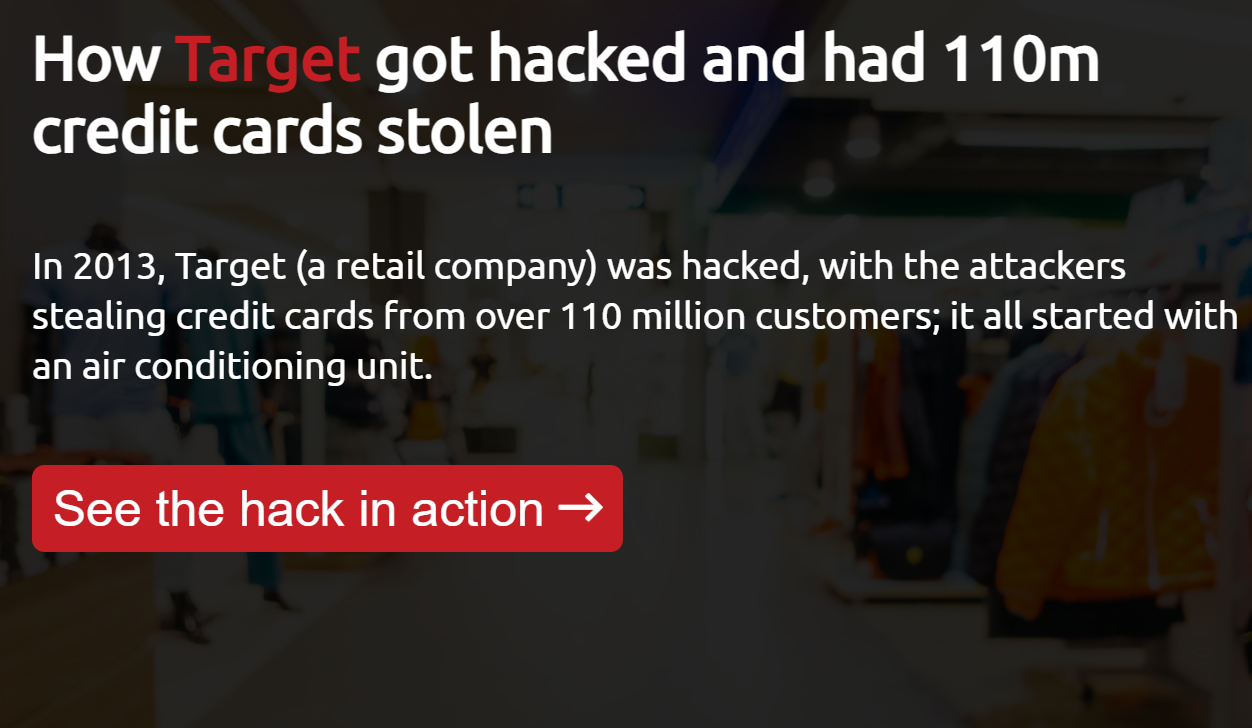 How Target got hacked and had 110m
credit cards stolen
In 2013, Target (a retail company) was hacked, with the attackers
stealing credit cards from over 110 million customers; it all started with
an air conditioning unit.
See the hack in action →